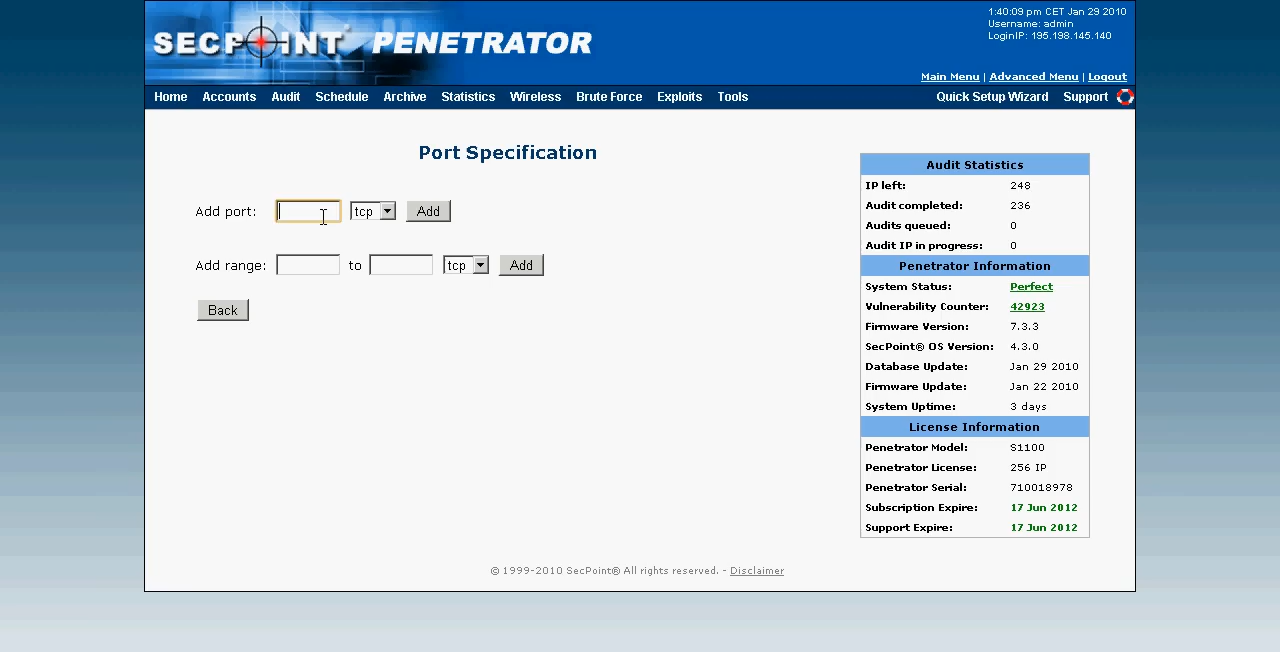 1:40:09 pm CET Jan 29 2010
Username: admin
LoginIP: 195.198.145.140
SECPOINT® PENETRATOR
Main Menu | Advanced Menu | Logout
Home Accounts Audit Schedule Archive Statistics Wireless Brute Force Exploits Tools Quick Setup Wizard Support
Port Specification
Add port: tcp Add
Add range: to tcp Add
Back
Audit Statistics
IP left: 248
Audit completed: 236
Audits queued: 0
Audit IP in progress: 0
Penetrator Information
System Status: Perfect
Vulnerability Counter: 42923
Firmware Version: 7.3.3
SecPoint® OS Version: 4.3.0
Database Update: Jan 29 2010
Firmware Update: Jan 22 2010
System Uptime: 3 days
License Information
Penetrator Model: S1100
Penetrator License: 256 IP
Penetrator Serial: 710018978
Subscription Expire: 17 Jun 2012
Support Expire: 17 Jun 2012
© 1999-2010 SecPoint® All rights reserved. - Disclaimer